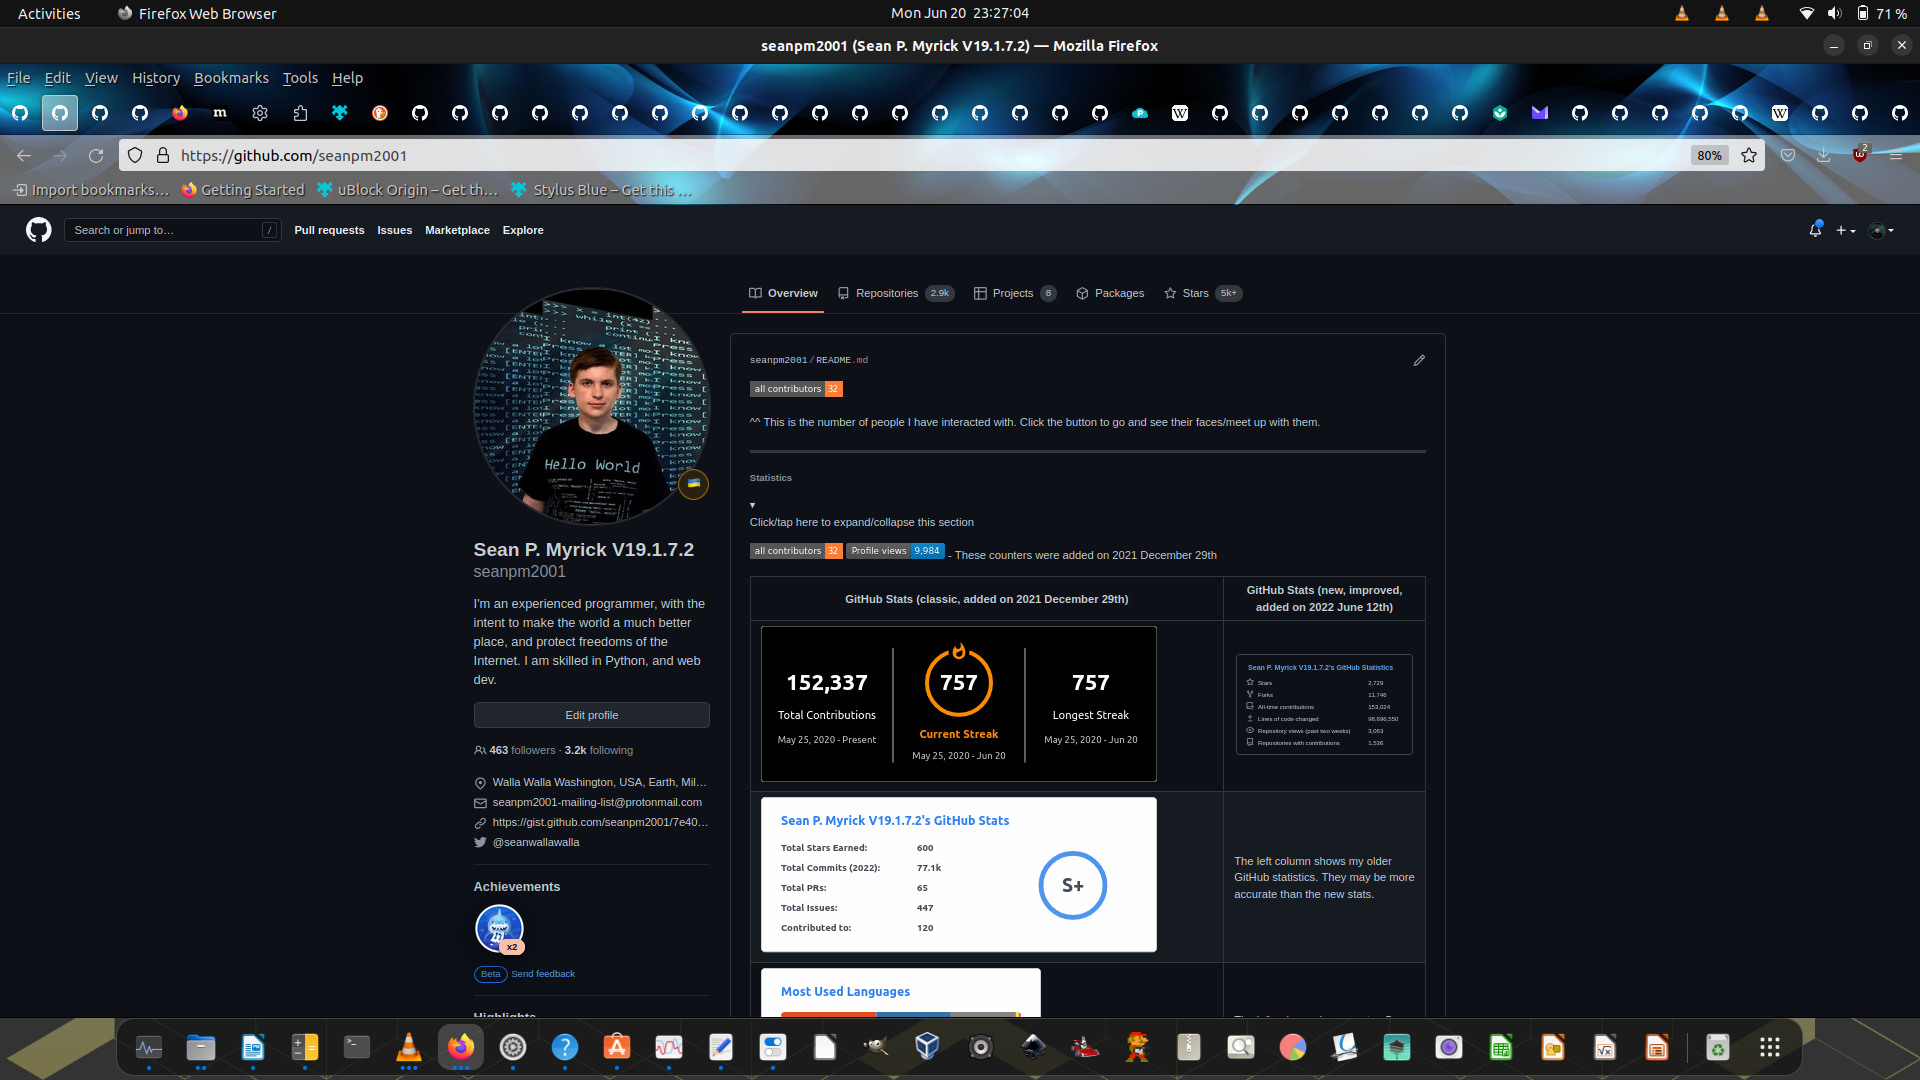 Activities
Firefox Web Browser
Mon Jun 20 23:27:04
71 %
seanpm2001 (Sean P. Myrick V19.1.7.2) — Mozilla Firefox
File Edit View History Bookmarks Tools Help
https://github.com/seanpm2001
80%
2
Import bookmarks…
Getting Started
uBlock Origin – Get th…
Stylus Blue – Get this …
Search or jump to…
/
Pull requests Issues Marketplace Explore
Overview
Repositories 2.9k
Projects 8
Packages
Stars 5k+
Hello World
Sean P. Myrick V19.1.7.2
seanpm2001
I'm an experienced programmer, with the
intent to make the world a much better
place, and protect freedoms of the
Internet. I am skilled in Python, and web
dev.
Edit profile
463 followers · 3.2k following
Walla Walla Washington, USA, Earth, Mil…
seanpm2001-mailing-list@protonmail.com
https://gist.github.com/seanpm2001/7e40…
@seanwallawalla
Achievements
x2
Beta Send feedback
Highlights
seanpm2001/README.md
all contributors 32
^^ This is the number of people I have interacted with. Click the button to go and see their faces/meet up with them.
Statistics
▾
Click/tap here to expand/collapse this section
all contributors 32 Profile views 9,984 - These counters were added on 2021 December 29th
GitHub Stats (classic, added on 2021 December 29th)
GitHub Stats (new, improved,
added on 2022 June 12th)
152,337
Total Contributions
May 25, 2020 - Present
757
Current Streak
May 25, 2020 - Jun 20
757
Longest Streak
May 25, 2020 - Jun 20
Sean P. Myrick V19.1.7.2's GitHub Statistics
Stars 2,729
Forks 11,746
All-time contributions 153,024
Lines of code changed 98,696,550
Repository views (past two weeks) 3,063
Repositories with contributions 1,536
Sean P. Myrick V19.1.7.2's GitHub Stats
Total Stars Earned: 600
Total Commits (2022): 77.1k
Total PRs: 65
Total Issues: 447
Contributed to: 120
S+
The left column shows my older
GitHub statistics. They may be more
accurate than the new stats.
Most Used Languages